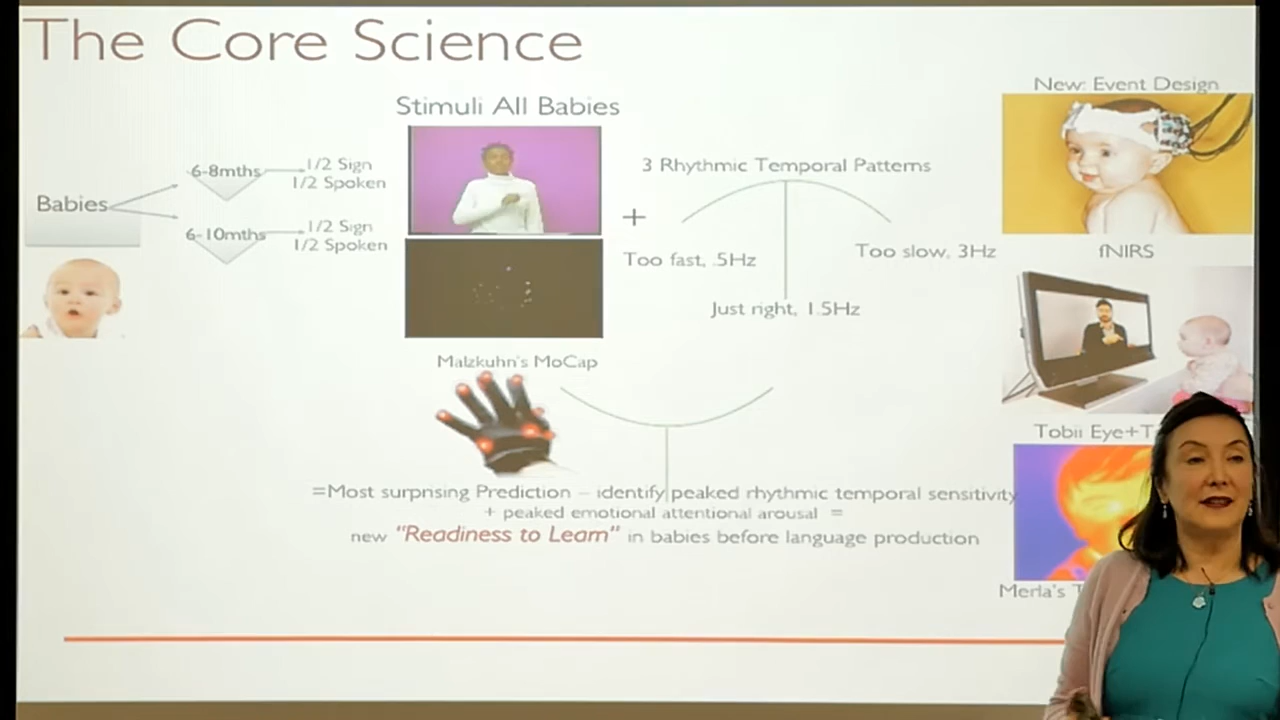 The Core Science
Stimuli All Babies
New: Event Design
3 Rhythmic Temporal Patterns
Babies
6-8mths
1/2 Sign
1/2 Spoken
6-10mths
1/2 Sign
1/2 Spoken
+
Too fast, .5Hz
Too slow, 3Hz
Just right, 1.5Hz
fNIRS
Malzkuhn's MoCap
Tobii Eye+T
=Most surprising Prediction – identify peaked rhythmic temporal sensitivity
+ peaked emotional attentional arousal =
new "Readiness to Learn" in babies before language production
Merla's T